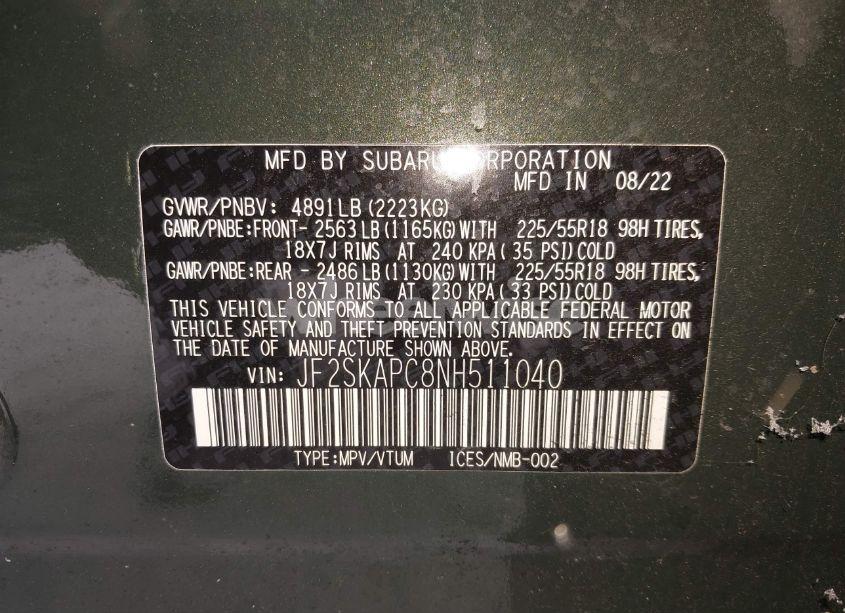 MFD BY SUBARU CORPORATION
MFD IN 08/22
GVWR/PNBV: 4891LB(2223KG)
GAWR/PNBE:FRONT- 2563LB(1165KG)WITH 225/55R18 98H TIRES,
18X7J RIMS AT 240 KPA( 35 PSI)COLD
GAWR/PNBE:REAR - 2486LB(1130KG)WITH 225/55R18 98H TIRES,
18X7J RIMS AT 230 KPA( 33 PSI)COLD
THIS VEHICLE CONFORMS TO ALL APPLICABLE FEDERAL MOTOR
VEHICLE SAFETY AND THEFT PREVENTION STANDARDS IN EFFECT ON
THE DATE OF MANUFACTURE SHOWN ABOVE.
VIN: JF2SKAPC8NH511040
TYPE:MPV/VTUM ICES/NMB-002